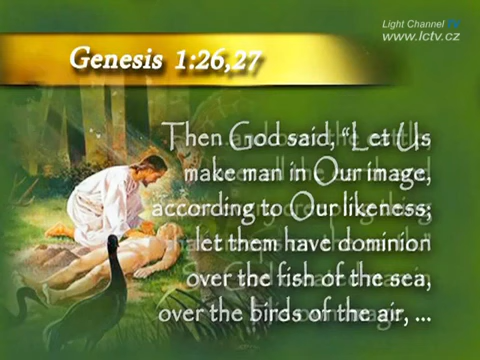 Light Channel TV
www.lctv.cz
Genesis 1:26,27
Then God said, "Let Us
make man in Our image,
according to Our likeness;
let them have dominion
over the fish of the sea,
over the birds of the air, ...